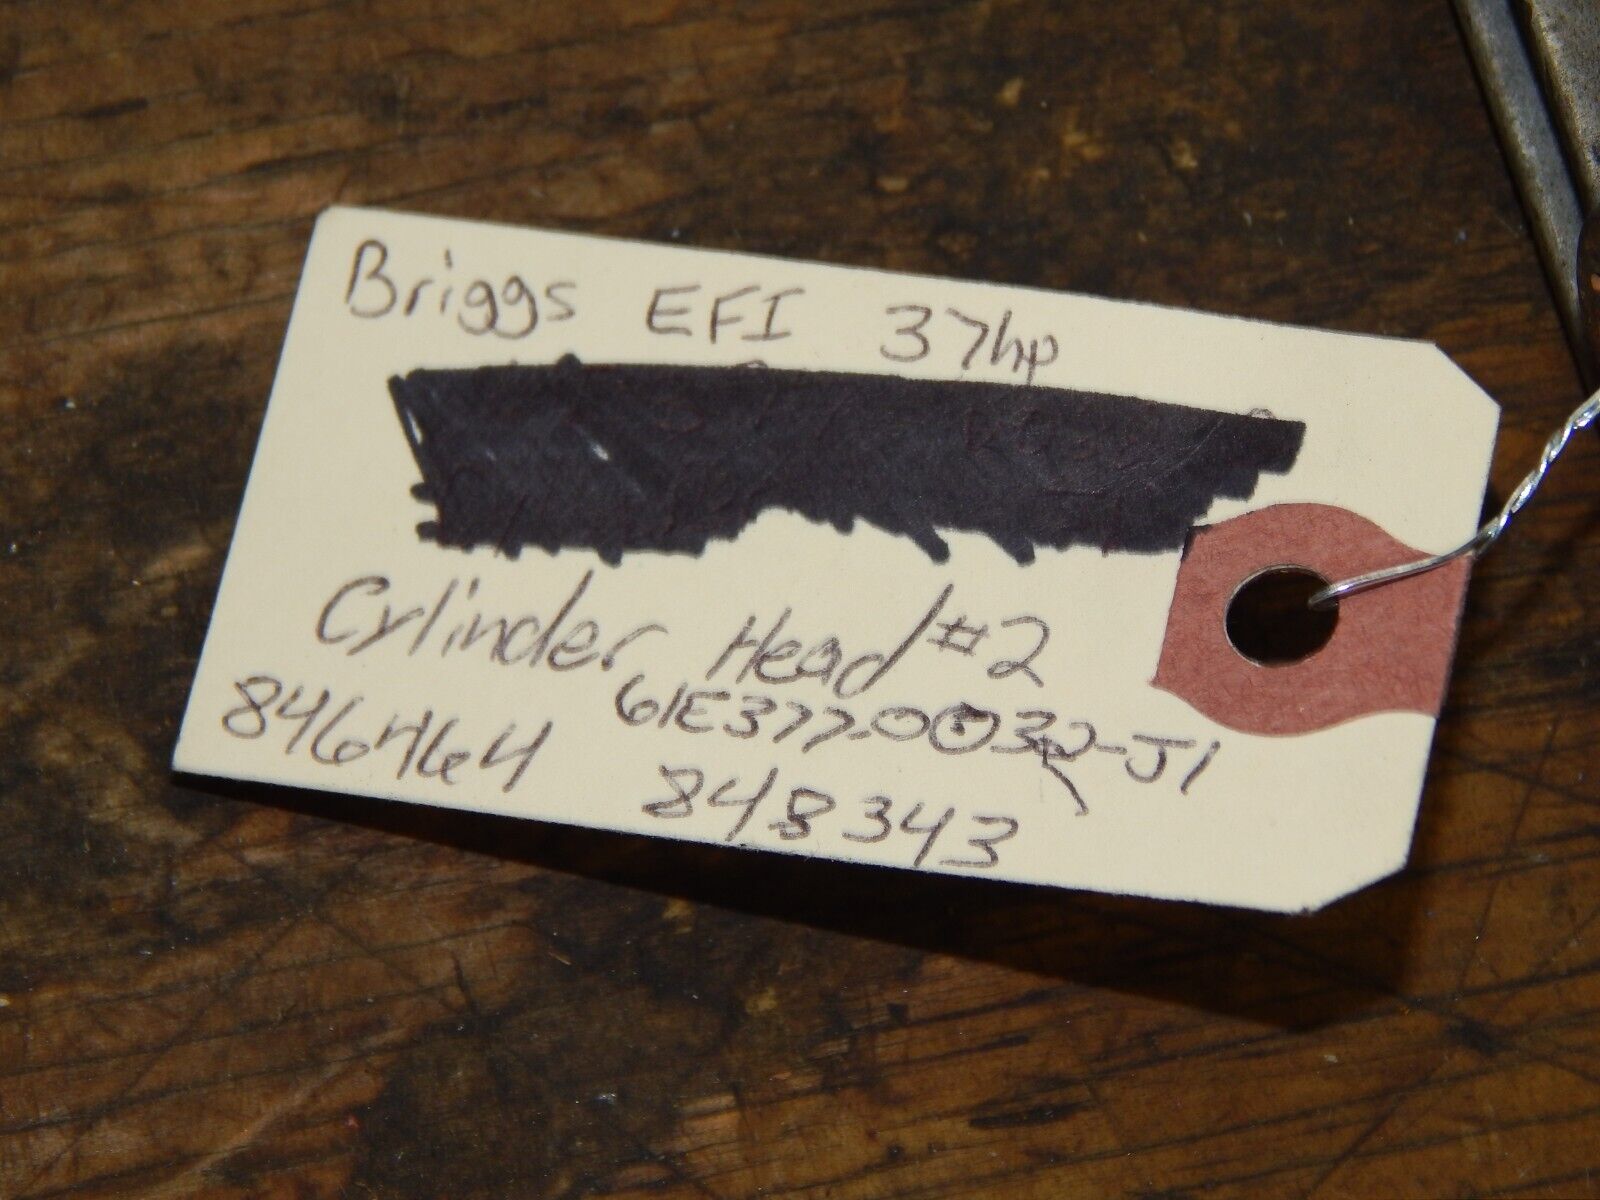 Briggs EFI 37hp
Cylinder Head #2
61E377-0032-J1
846464
848343